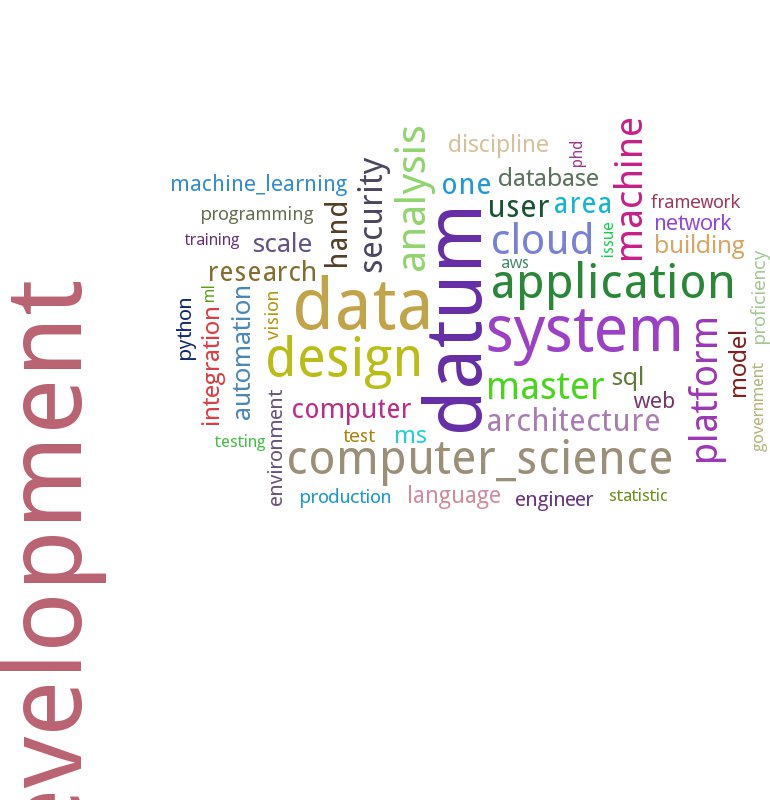 discipline
phd
machine
analysis
machine_learning
one
database
security
user
area
framework
programming
hand
network
training
scale
cloud
issue
building
research
aws
proficiency
data
datum
application
python
ml
integration
automation
vision
design
system
platform
model
government
master
sql
web
computer
architecture
environment
testing
test
ms
computer_science
production
language
engineer
statistic
evelopment